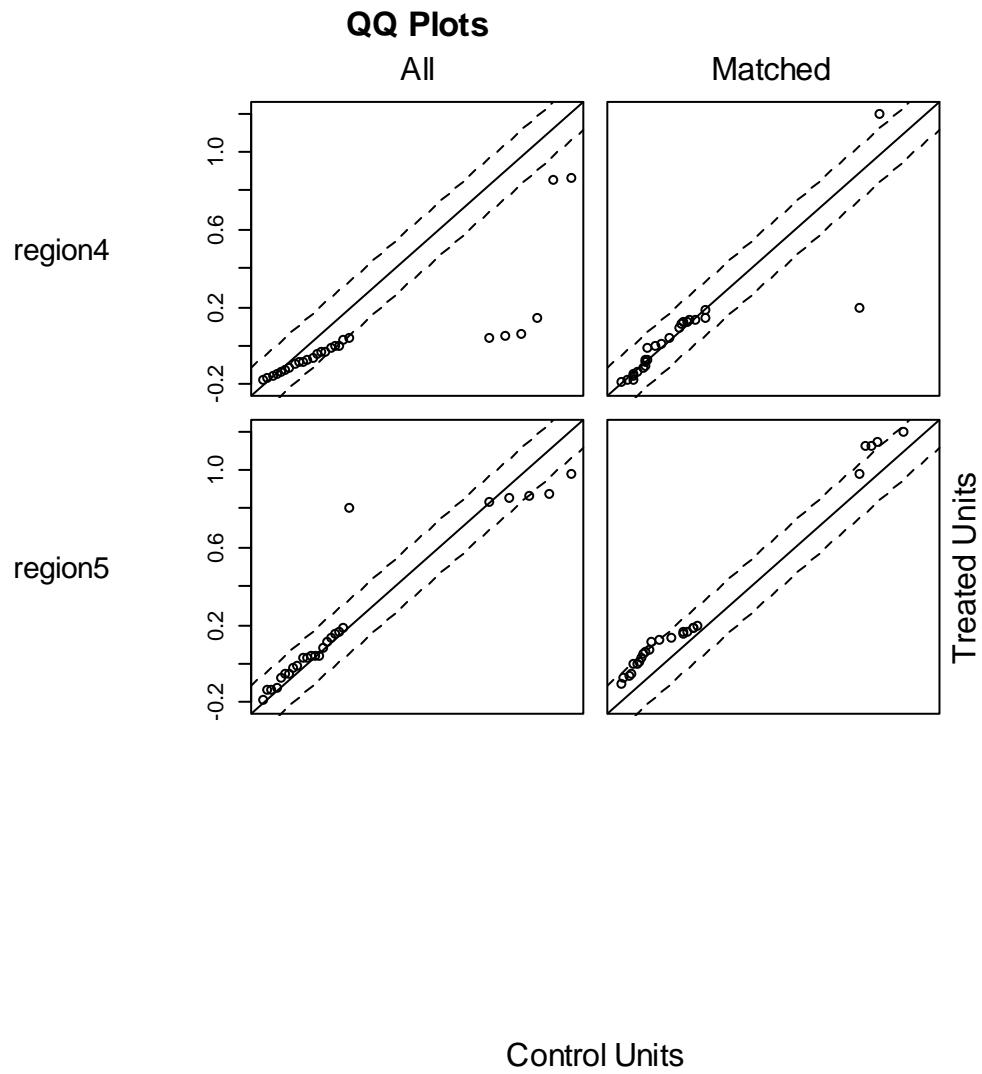 QQ Plots
All Matched
region4
1.0
0.6
0.2
-0.2
region5
1.0
0.6
0.2
-0.2
Treated Units
Control Units